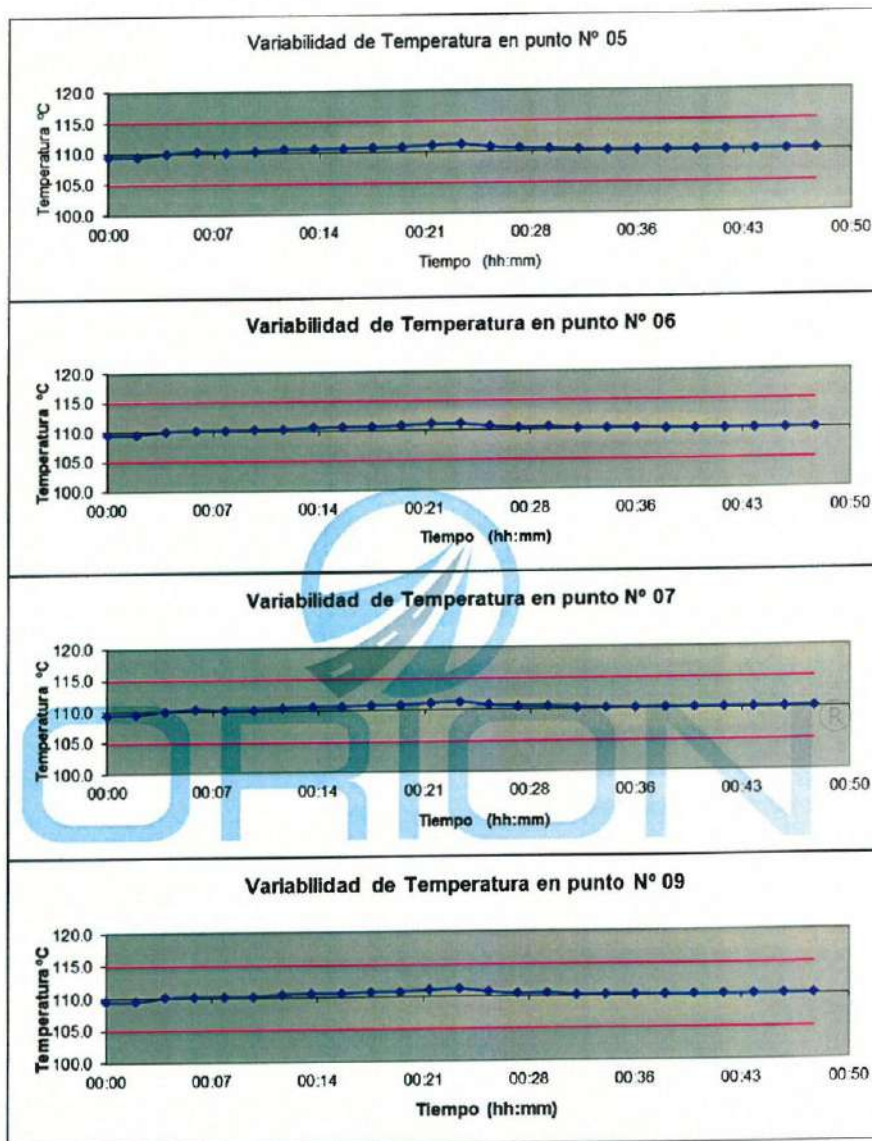 Variabilidad de Temperatura en punto Nº 05
Temperatura ºC
120.0
115.0
110.0
105.0
100.0
00:00 00:07 00:14 00:21 00:28 00:36 00:43 00:50
Tiempo (hh:mm)
Variabilidad de Temperatura en punto Nº 06
Temperatura ºC
120.0
115.0
110.0
105.0
100.0
00:00 00:07 00:14 00:21 00:28 00:36 00:43 00:50
Tiempo (hh:mm)
Variabilidad de Temperatura en punto Nº 07
Temperatura ºC
120.0
115.0
110.0
105.0
100.0
00:00 00:07 00:14 00:21 00:28 00:36 00:43 00:50
Tiempo (hh:mm)
ORION®
Variabilidad de Temperatura en punto Nº 09
Temperatura ºC
120.0
115.0
110.0
105.0
100.0
00:00 00:07 00:14 00:21 00:28 00:36 00:43 00:50
Tiempo (hh:mm)